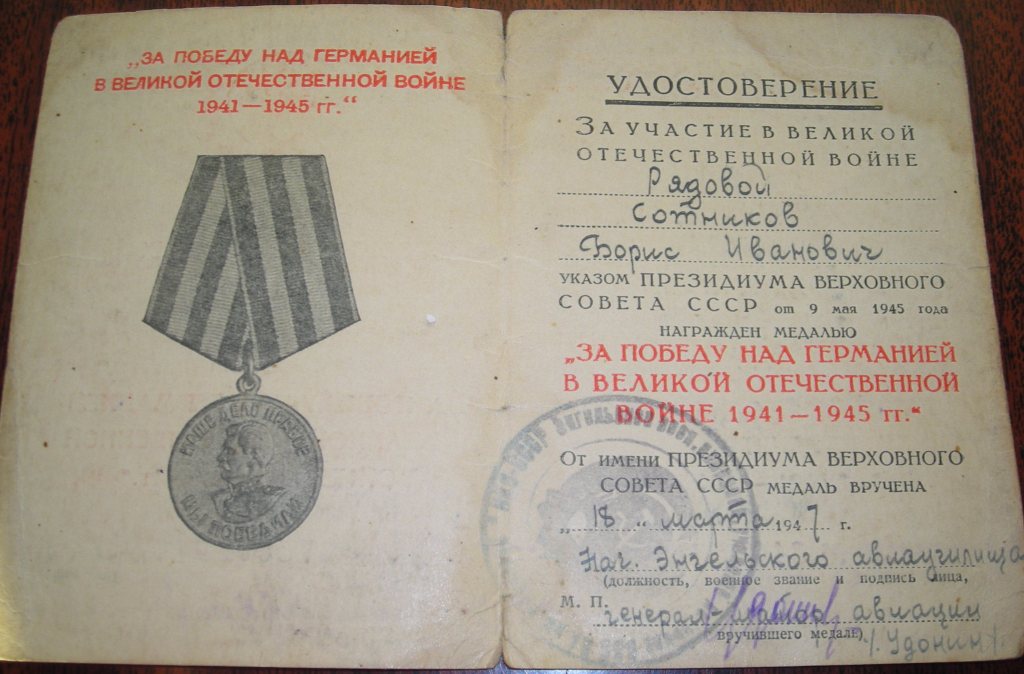 „ЗА ПОБЕДУ НАД ГЕРМАНИЕЙ
В ВЕЛИКОЙ ОТЕЧЕСТВЕННОЙ ВОЙНЕ
1941—1945 гг.“
НАШЕ ДЕЛО ПРАВОЕ
МЫ ПОБЕДИЛИ
УДОСТОВЕРЕНИЕ
ЗА УЧАСТИЕ В ВЕЛИКОЙ
ОТЕЧЕСТВЕННОЙ ВОЙНЕ
Рядовой
Сотников
Борис Иванович
УКАЗОМ ПРЕЗИДИУМА ВЕРХОВНОГО
СОВЕТА СССР от 9 мая 1945 года
НАГРАЖДЕН МЕДАЛЬЮ
„ЗА ПОБЕДУ НАД ГЕРМАНИЕЙ
В ВЕЛИКОЙ ОТЕЧЕСТВЕННОЙ
ВОЙНЕ 1941—1945 гг.“
ОТ ИМЕНИ ПРЕЗИДИУМА ВЕРХОВНОГО
СОВЕТА СССР МЕДАЛЬ ВРУЧЕНА
„18“ марта 1947 г.
Нач. Энгельского авиаучилища
(должность, военное звание и подпись лица,
М. П. генерал-майор авиации
вручившего медаль) /Удонин/.